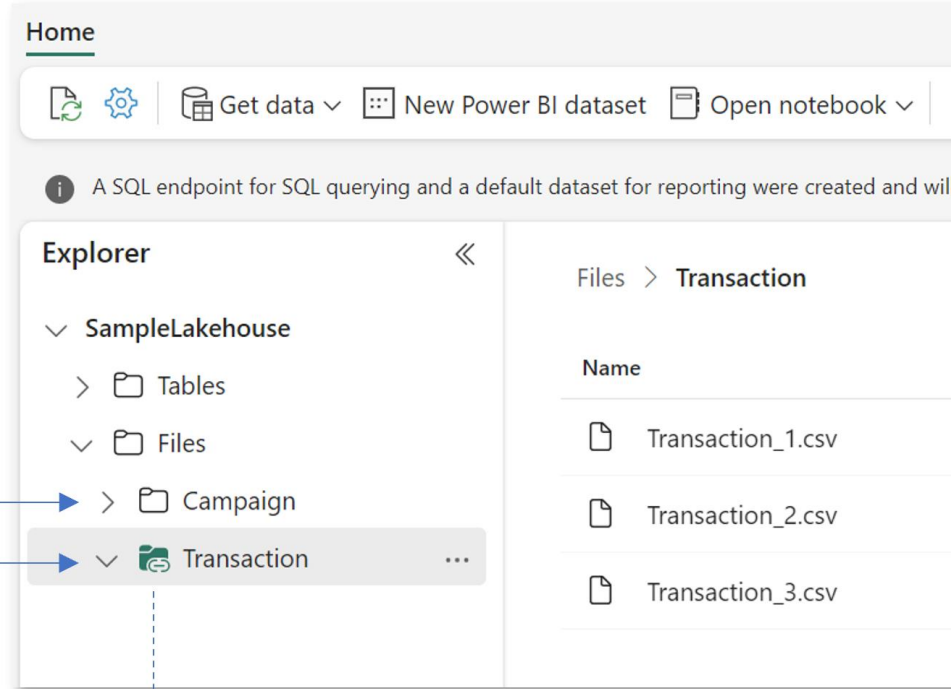 Home
Get data New Power BI dataset Open notebook
A SQL endpoint for SQL querying and a default dataset for reporting were created and
Explorer
Files > Transaction
SampleLakehouse
Name
Tables
Transaction_1.csv
Files
Transaction_2.csv
Campaign
Transaction
Transaction_3.csv